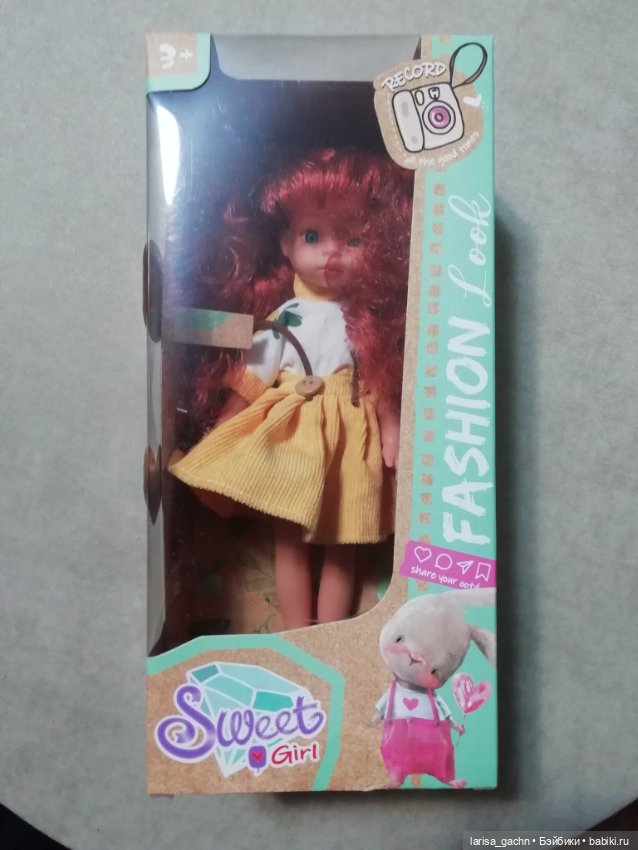 3+
RECORD
all the good times
FASHION Look
share your ootd
Sweet
Girl
larisa_gachn • Бэйбики • babiki.ru